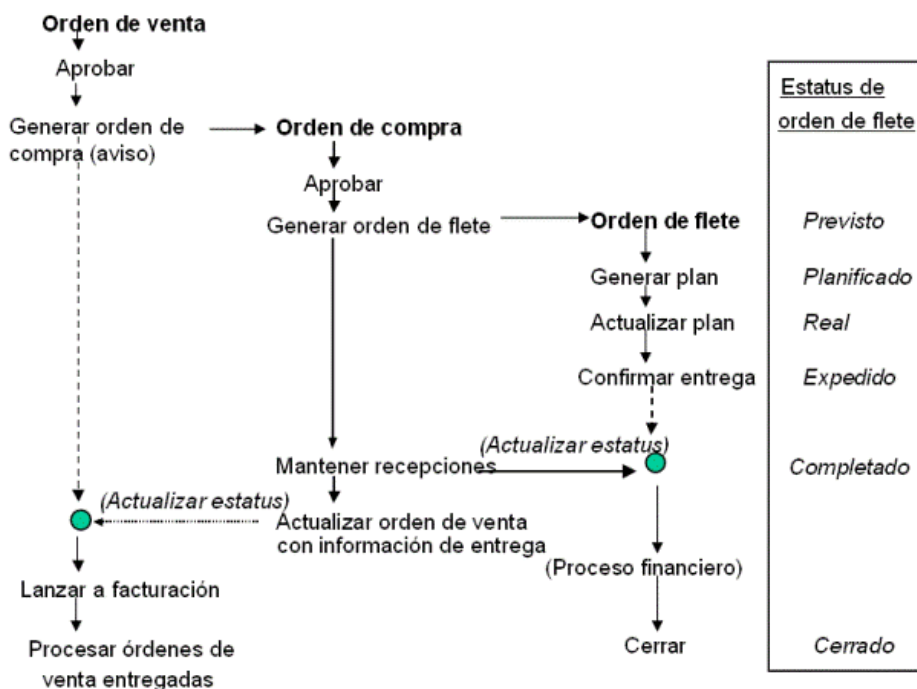 Orden de venta
Aprobar
Generar orden de
compra (aviso)
Orden de compra
Aprobar
Generar orden de flete
Orden de flete
Generar plan
Actualizar plan
Confirmar entrega
(Actualizar estatus)
Mantener recepciones
(Actualizar estatus)
Actualizar orden de venta
con información de entrega
Lanzar a facturación
Procesar órdenes de
venta entregadas
(Proceso financiero)
Cerrar
Estatus de
orden de flete
Previsto
Planificado
Real
Expedido
Completado
Cerrado